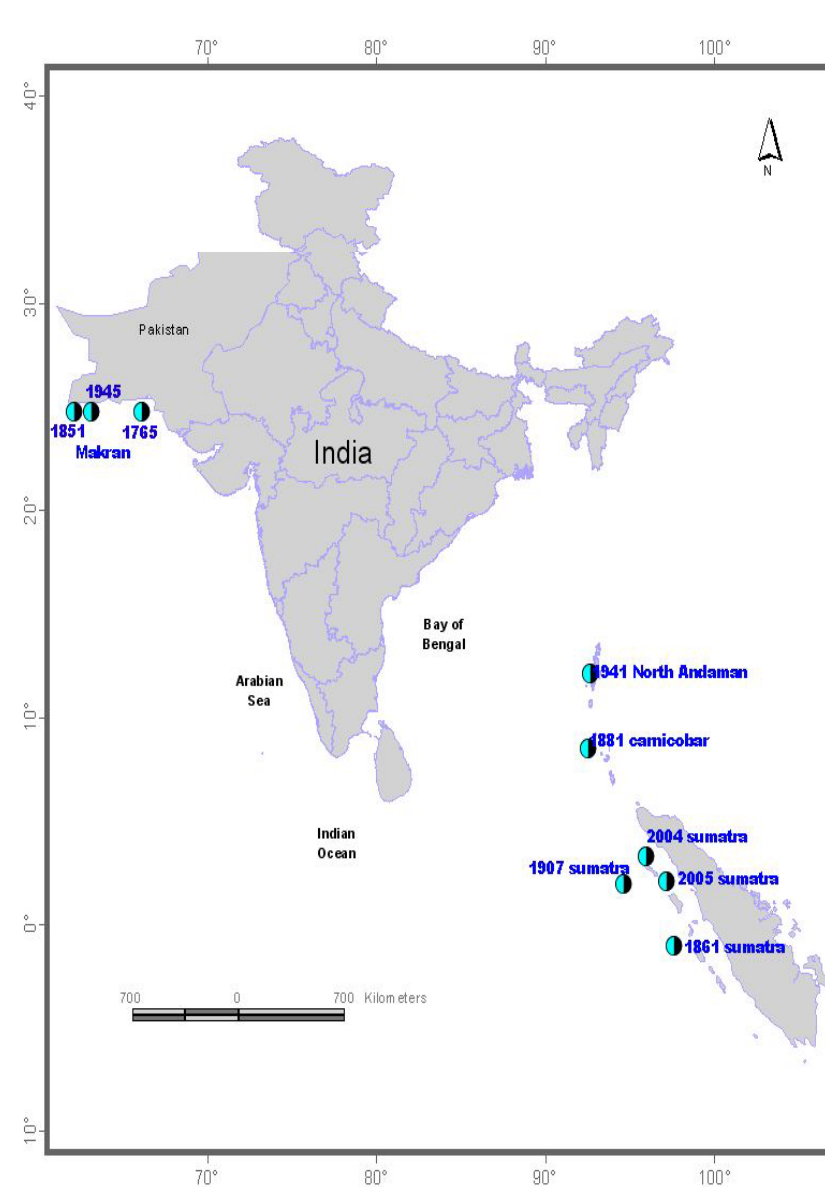 70° 80° 90° 100°
40°
N
30°
Pakistan
1945
1851 1765
Makran
India
20°
Bay of
Bengal
1941 North Andaman
Arabian
Sea
10°
1881 carnicobar
Indian
Ocean
2004 sumatra
1907 sumatra
2005 sumatra
0°
1861 sumatra
700 0 700 Kilometers
10°
70° 80° 90° 100°